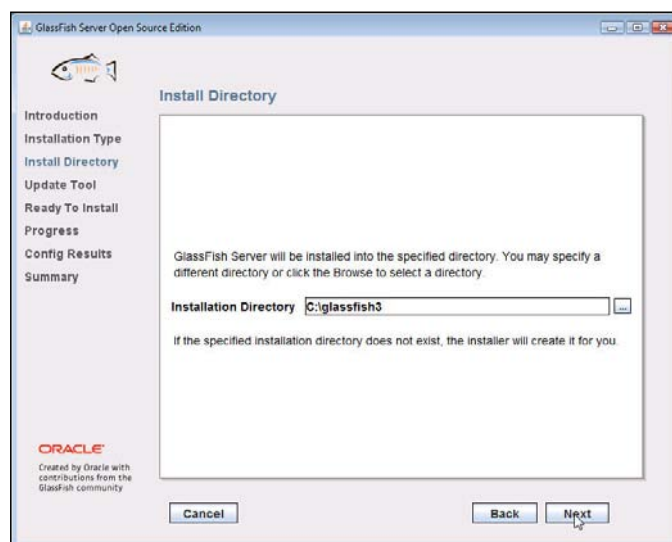 GlassFish Server Open Source Edition
Install Directory
Introduction
Installation Type
Install Directory
Update Tool
Ready To Install
Progress
Config Results
Summary
GlassFish Server will be installed into the specified directory. You may specify a
different directory or click the Browse to select a directory.
Installation Directory C:\glassfish3 ...
If the specified installation directory does not exist, the installer will create it for you.
ORACLE
Created by Oracle with
contributions from the
GlassFish community
Cancel Back Next